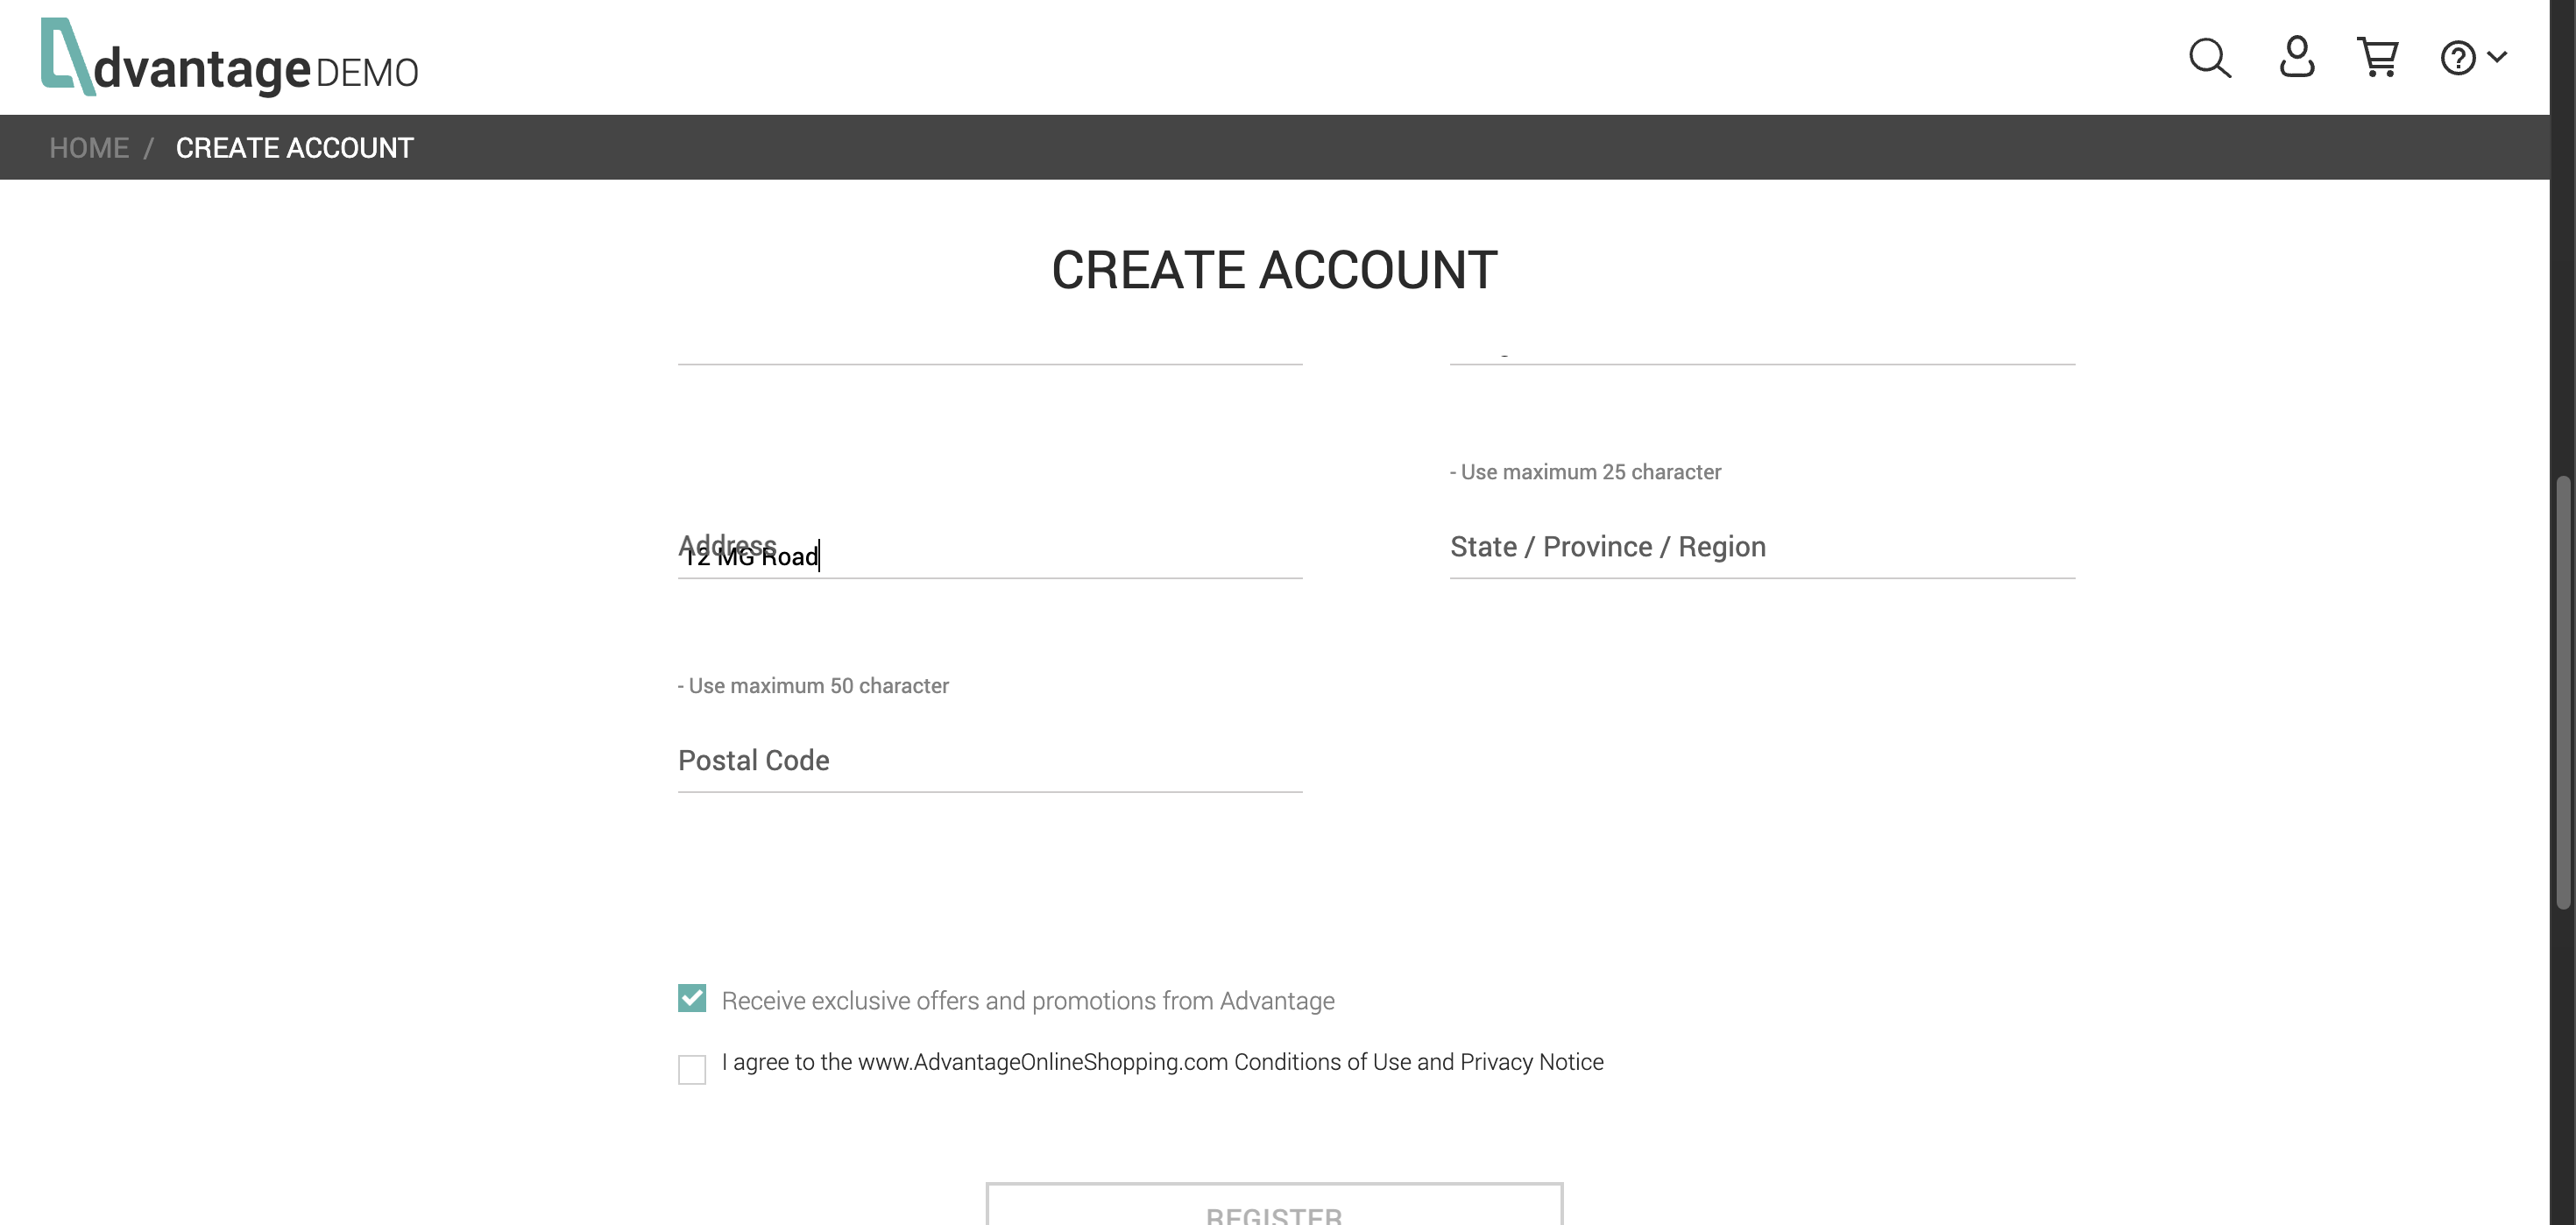 dvantage DEMO
HOME / CREATE ACCOUNT
CREATE ACCOUNT
- Use maximum 25 character
Address
12 MG Road
State / Province / Region
- Use maximum 50 character
Postal Code
Receive exclusive offers and promotions from Advantage
I agree to the www.AdvantageOnlineShopping.com Conditions of Use and Privacy Notice
REGISTER